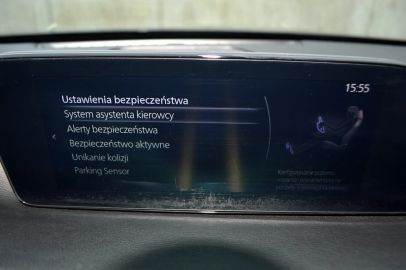 Ustawienia bezpieczeństwa
15:55
System asystenta kierowcy
Alerty bezpieczeństwa
Bezpieczeństwo aktywne
Unikanie kolizji
Parking Sensor